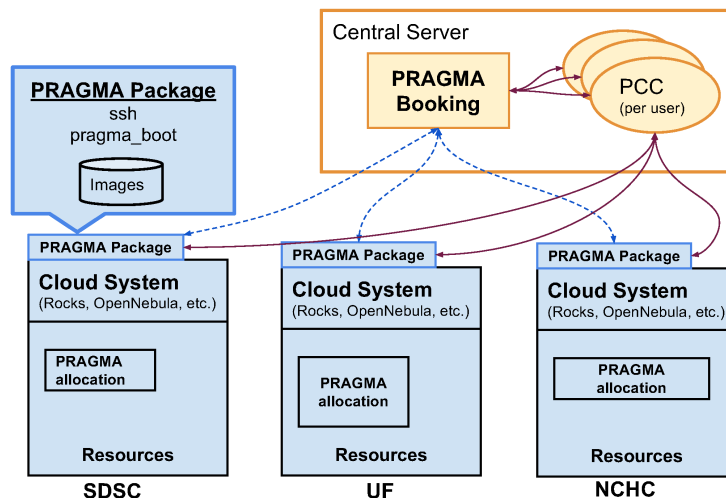 Central Server
PRAGMA
Booking
PCC
(per user)
PRAGMA Package
ssh
pragma_boot
Images
PRAGMA Package
Cloud System
(Rocks, OpenNebula, etc.)
PRAGMA
allocation
Resources
SDSC
PRAGMA Package
Cloud System
(Rocks, OpenNebula, etc.)
PRAGMA
allocation
Resources
UF
PRAGMA Package
Cloud System
(Rocks, OpenNebula, etc.)
PRAGMA
allocation
Resources
NCHC